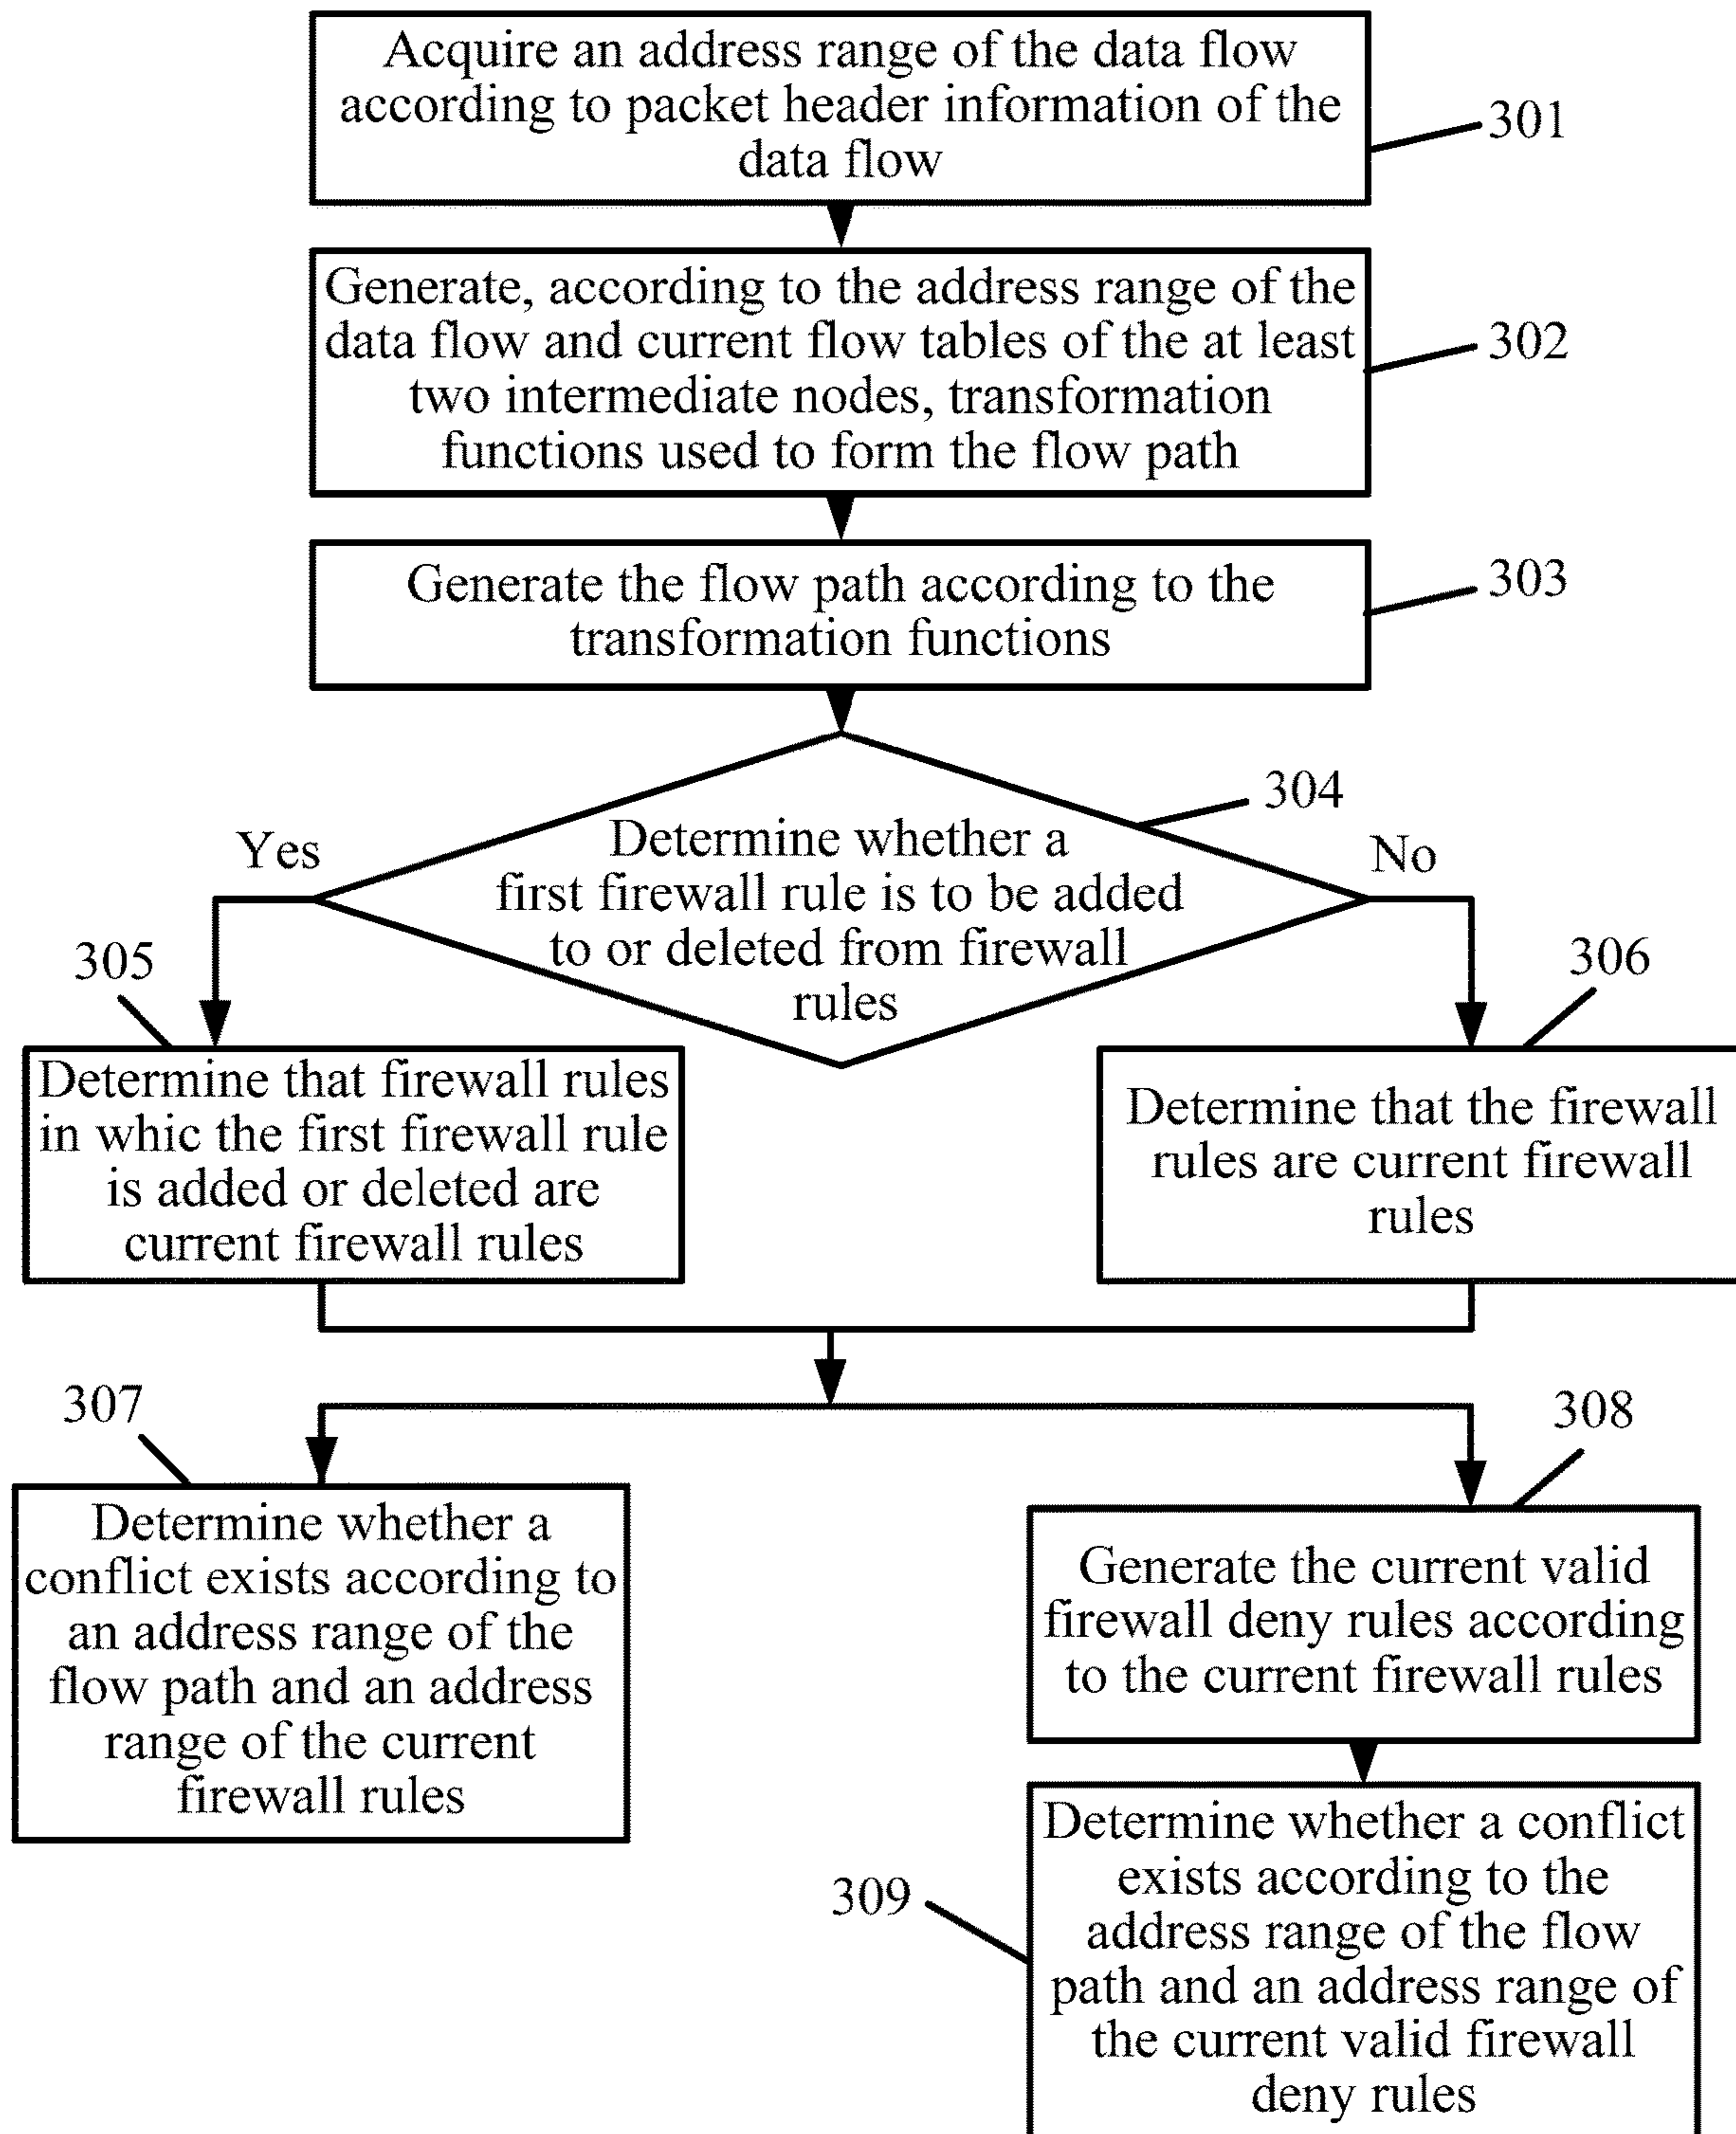 Acquire an address range of the data flow
according to packet header information of the
data flow
301
Generate, according to the address range of the
data flow and current flow tables of the at least
two intermediate nodes, transformation
functions used to form the flow path
302
Generate the flow path according to the
transformation functions
303
304
Determine whether a
first firewall rule is to be added
to or deleted from firewall
rules
Yes
No
305
Determine that firewall rules
in whic the first firewall rule
is added or deleted are
current firewall rules
306
Determine that the firewall
rules are current firewall
rules
307
Determine whether a
conflict exists according to
an address range of the
flow path and an address
range of the current
firewall rules
308
Generate the current valid
firewall deny rules according
to the current firewall rules
309
Determine whether a conflict
exists according to the
address range of the flow
path and an address range of
the current valid firewall
deny rules